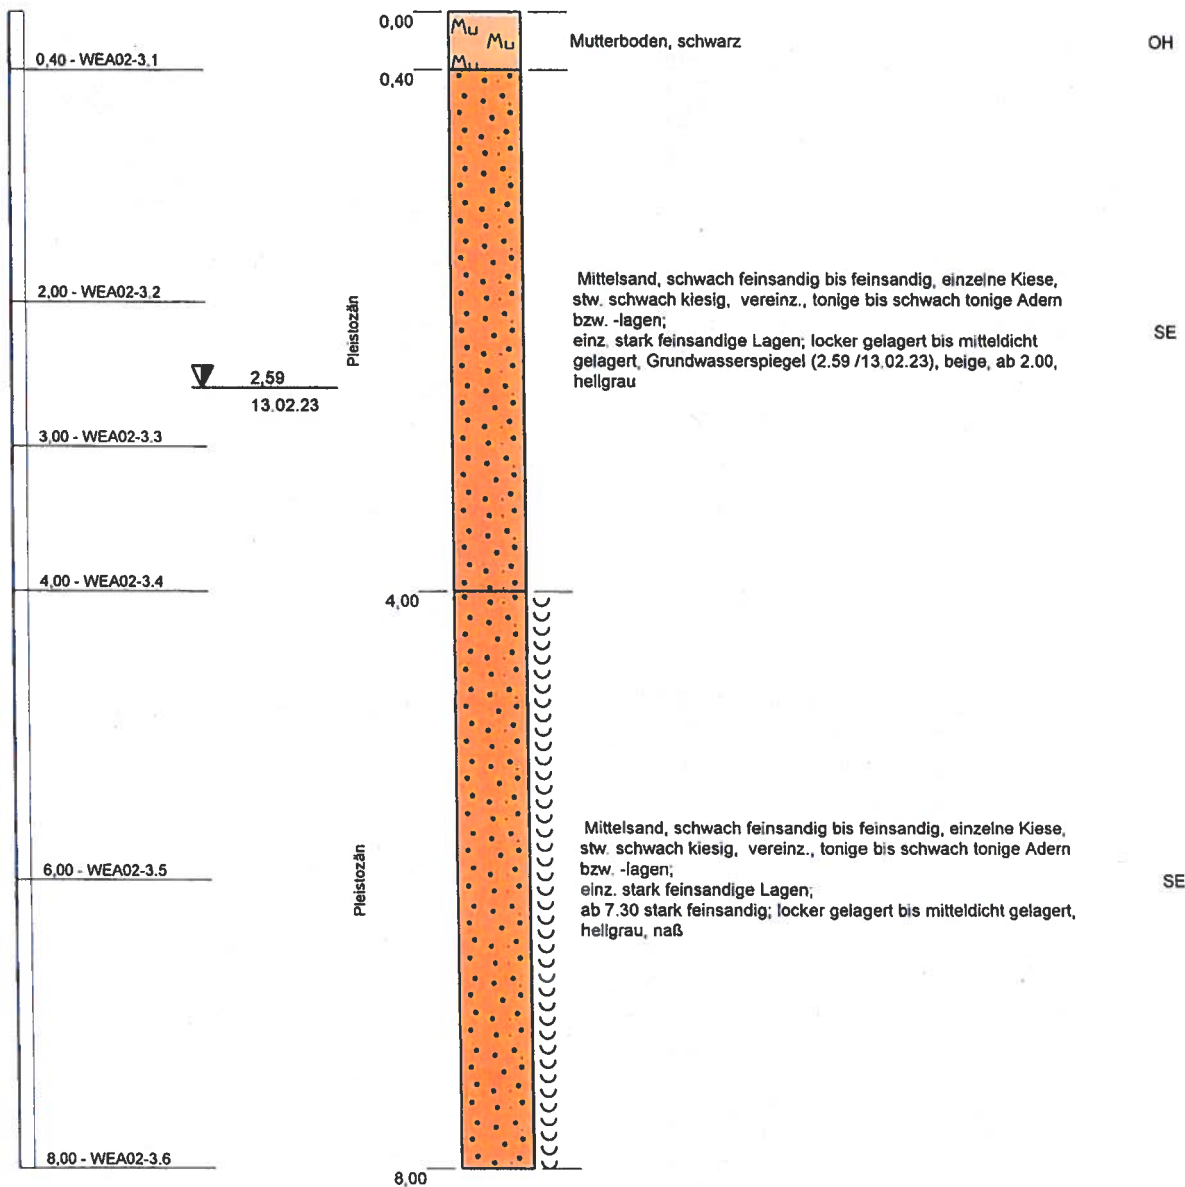 0,00
Mu
Mu
Mu
Mutterboden, schwarz
OH
0,40 - WEA02-3.1
0,40
2,00 - WEA02-3.2
Pleistozän
Mittelsand, schwach feinsandig bis feinsandig, einzelne Kiese,
stw. schwach kiesig, vereinz., tonige bis schwach tonige Adern
bzw. -lagen;
einz. stark feinsandige Lagen; locker gelagert bis mitteldicht
gelagert, Grundwasserspiegel (2.59 /13.02.23), beige, ab 2.00,
hellgrau
SE
2,59
13.02.23
3,00 - WEA02-3.3
4,00 - WEA02-3.4
4,00
Pleistozän
Mittelsand, schwach feinsandig bis feinsandig, einzelne Kiese,
stw. schwach kiesig, vereinz., tonige bis schwach tonige Adern
bzw. -lagen;
einz. stark feinsandige Lagen;
ab 7.30 stark feinsandig; locker gelagert bis mitteldicht gelagert,
hellgrau, naß
SE
6,00 - WEA02-3.5
8,00 - WEA02-3.6
8,00